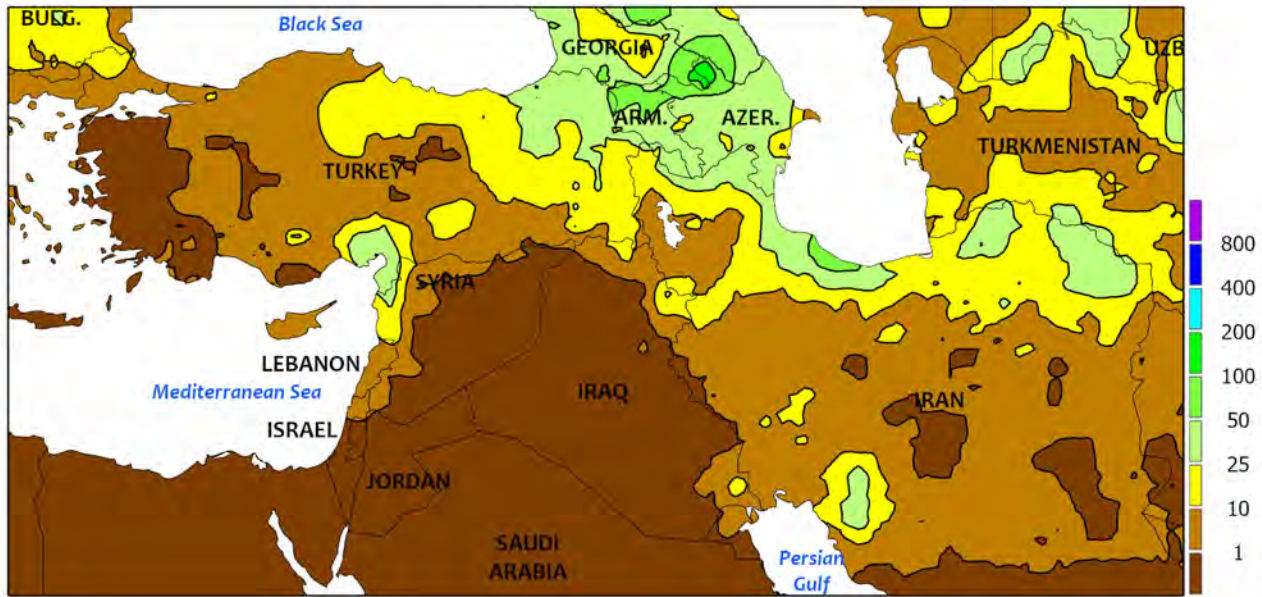 BULG.
Black Sea
GEORGIA
UZB
ARM.
AZER.
TURKMENISTAN
TURKEY
SYRIA
LEBANON
Mediterranean Sea
IRAQ
IRAN
ISRAEL
JORDAN
SAUDI
ARABIA
Persian
Gulf
800
400
200
100
50
25
10
1